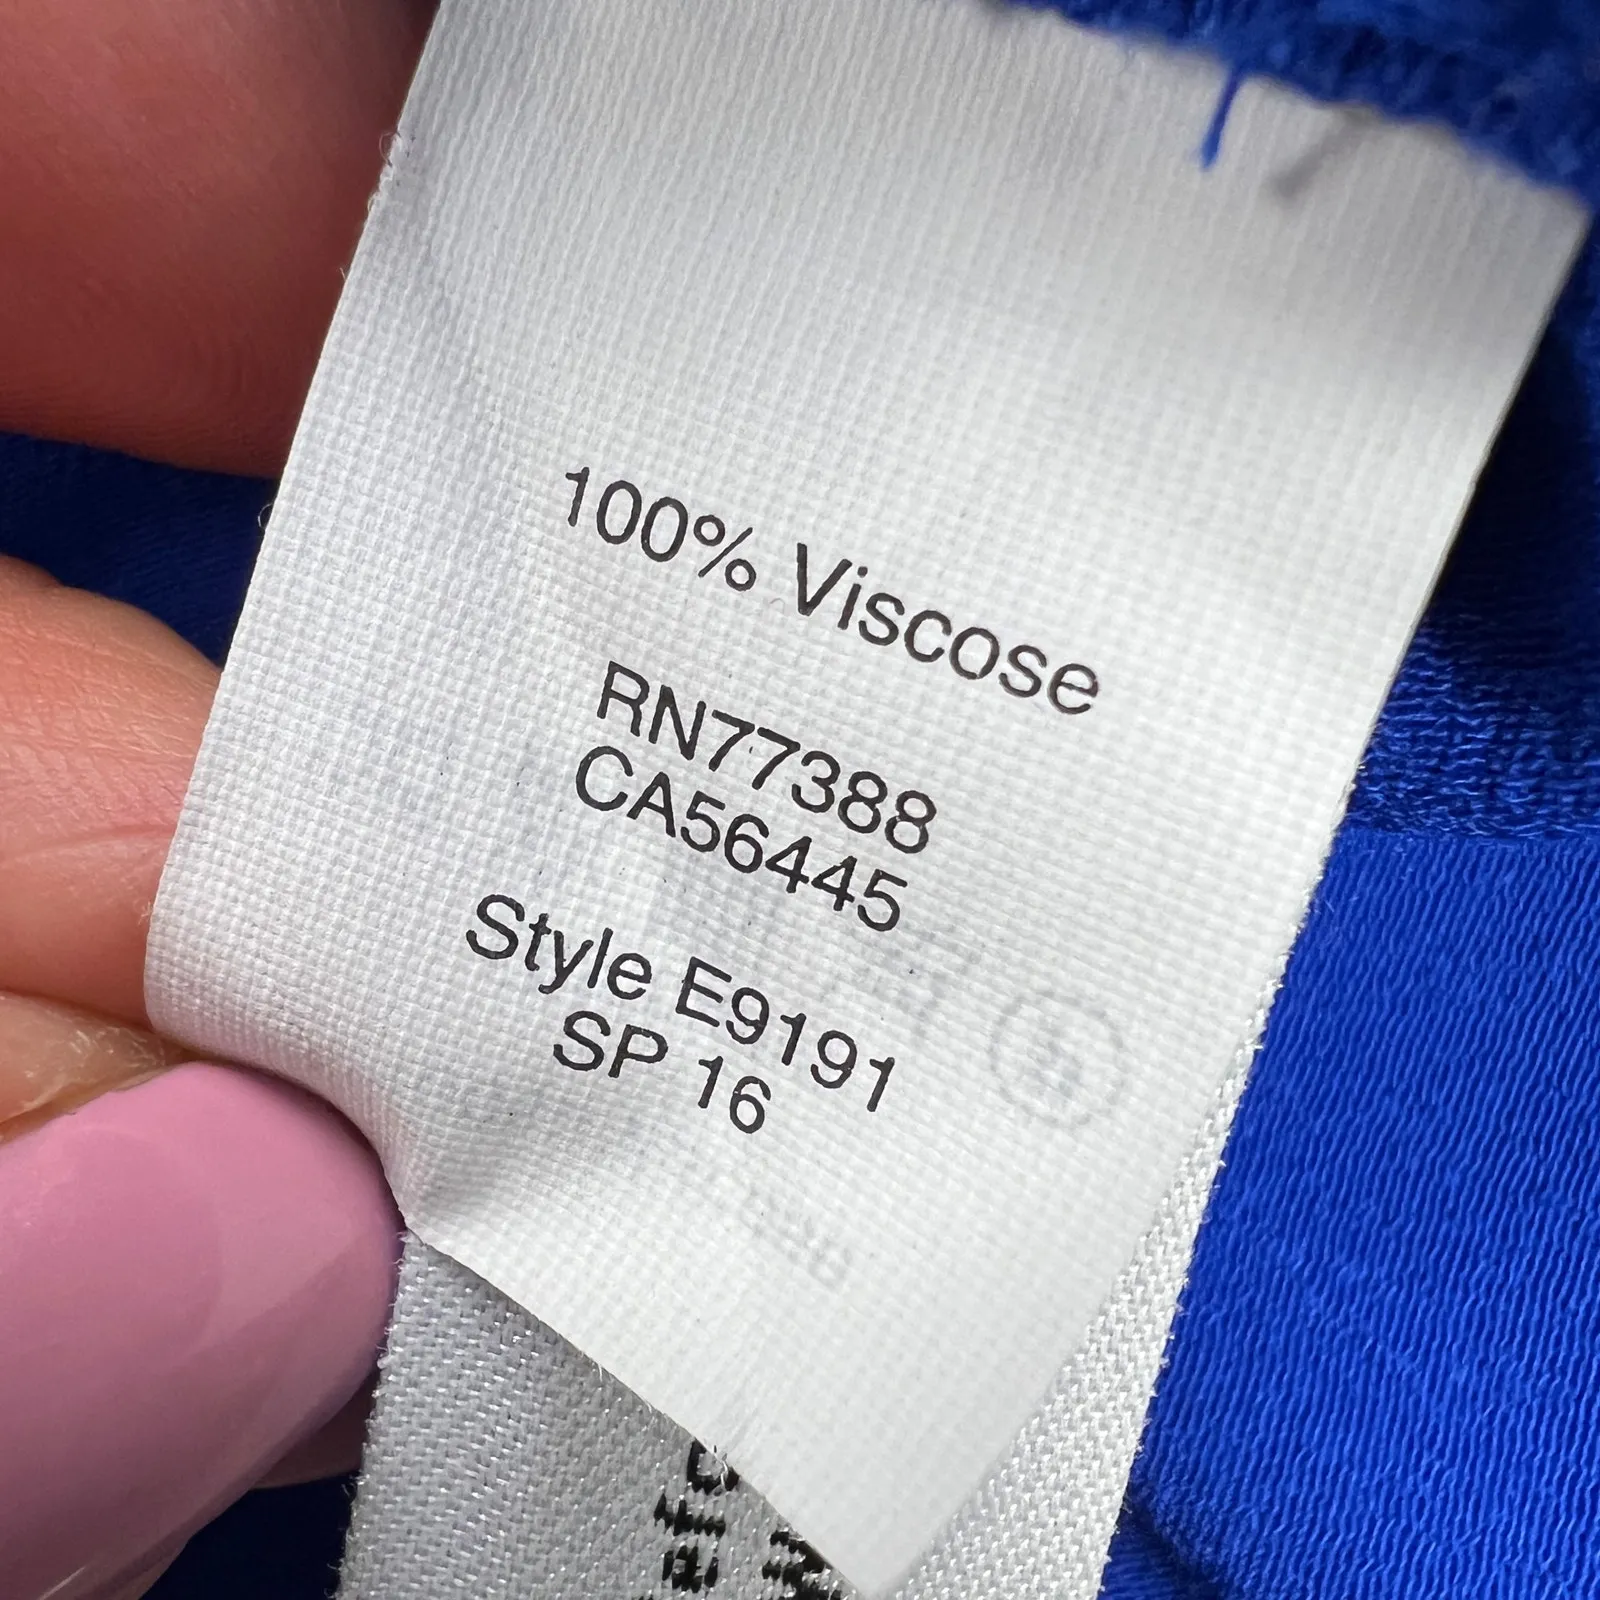 100% Viscose
RN77388
CA56445
Style E9191
SP 16